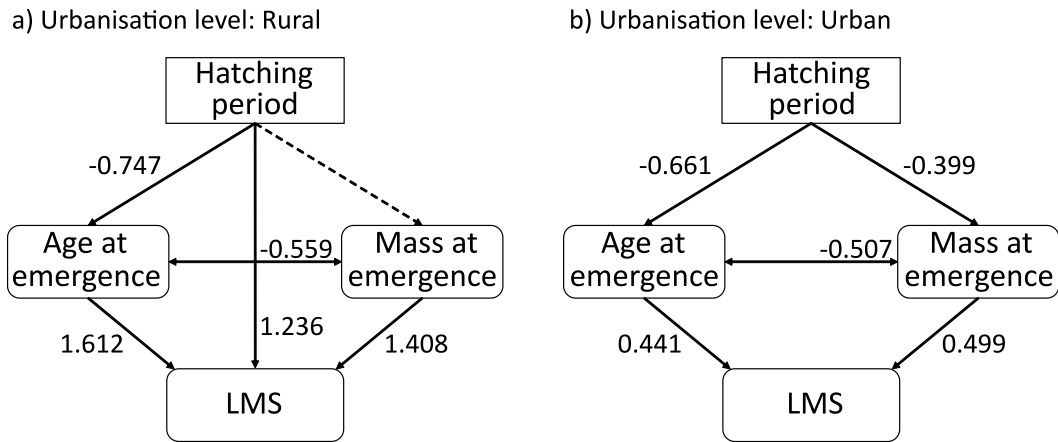 a) Urbanisation level: Rural
Hatching
period
-0.747
Age at
emergence
-0.559
Mass at
emergence
1.612
1.236
1.408
LMS
b) Urbanisation level: Urban
Hatching
period
-0.661
-0.399
Age at
emergence
-0.507
Mass at
emergence
0.441
0.499
LMS